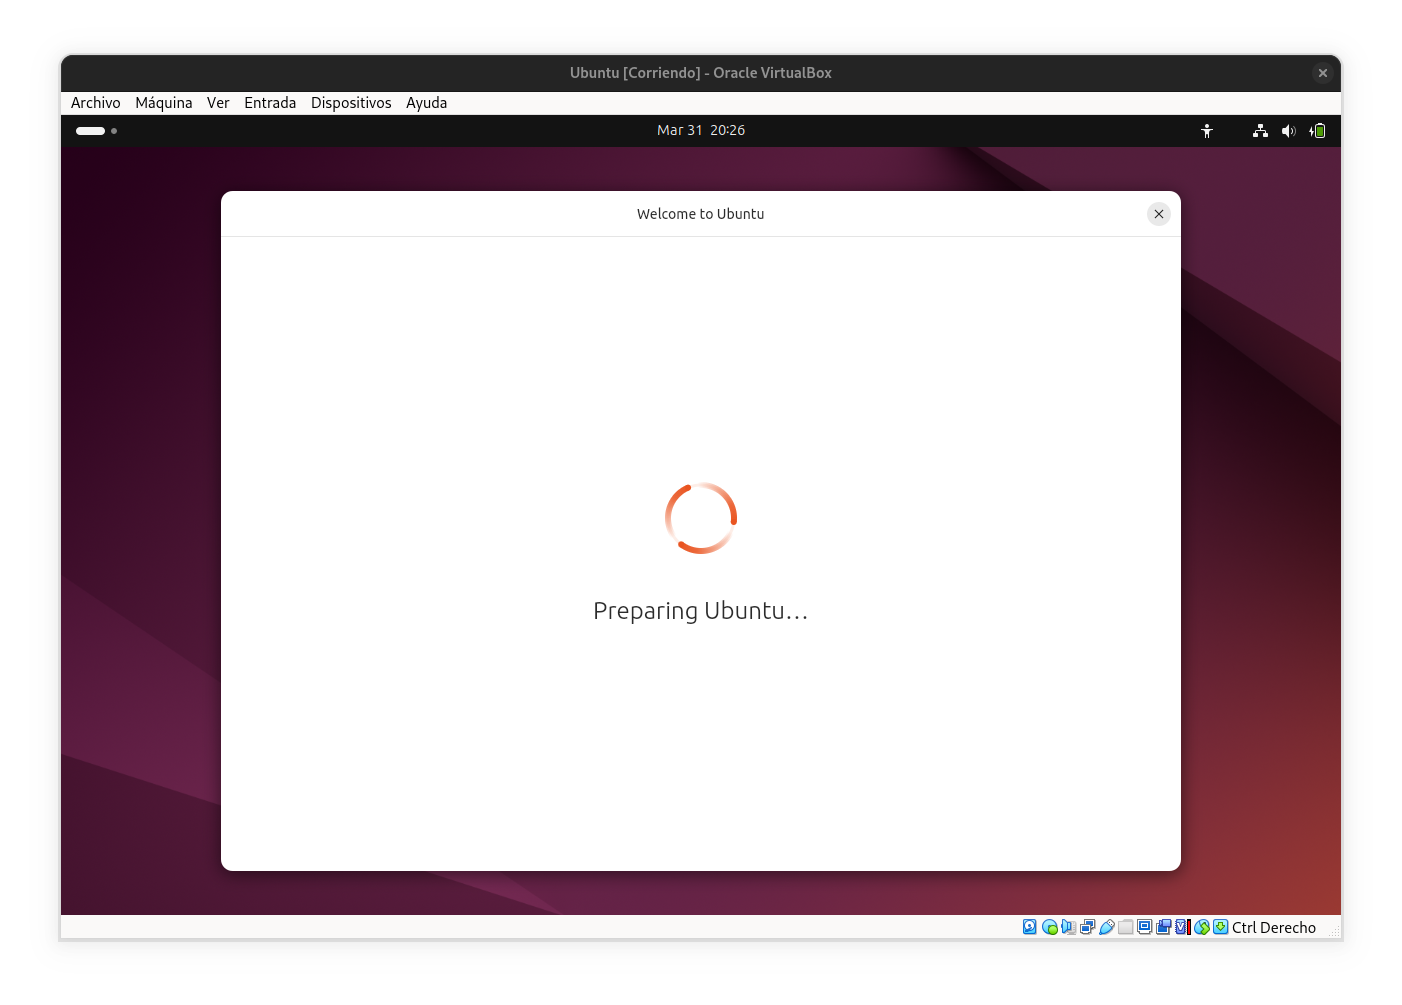 Ubuntu [Corriendo] - Oracle VirtualBox
Archivo Máquina Ver Entrada Dispositivos Ayuda
Mar 31 20:26
Welcome to Ubuntu
Preparing Ubuntu...
Ctrl Derecho